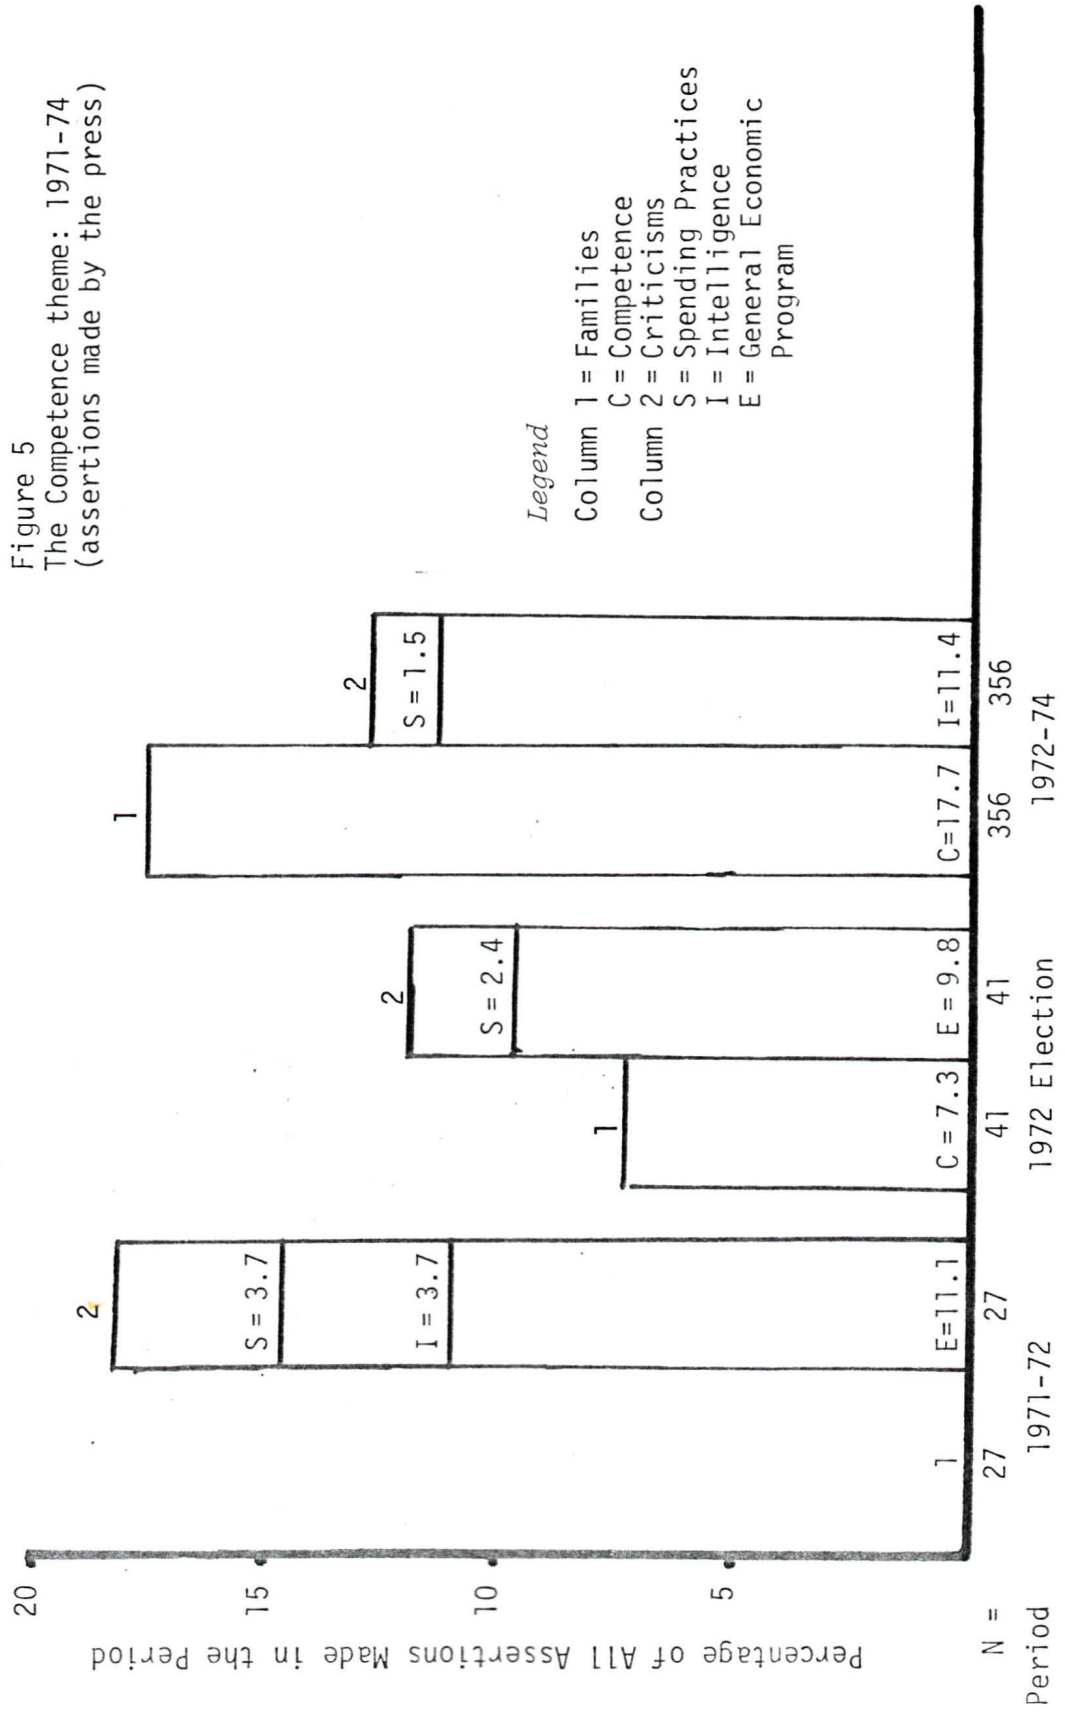 Figure 5
The Competence theme: 1971-74
(assertions made by the press)
Legend
Column 1 = Families
C = Competence
Column 2 = Criticisms
S = Spending Practices
I = Intelligence
E = General Economic
Program
Percentage of All Assertions Made in the Period
20
15
10
5
1
2
S = 3.7
I = 3.7
E=11.1
1
C = 7.3
2
S = 2.4
E = 9.8
1
C=17.7
2
S = 1.5
I=11.4
N = 27 27 41 41 356 356
Period 1971-72 1972 Election 1972-74